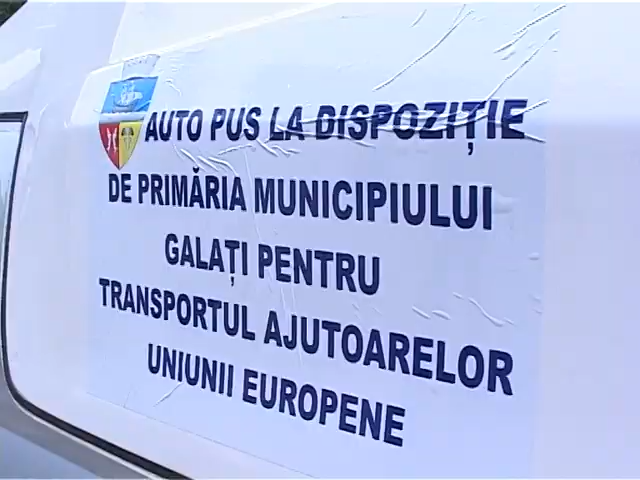 AUTO PUS LA DISPOZIȚIE
DE PRIMĂRIA MUNICIPIULUI
GALAȚI PENTRU
TRANSPORTUL AJUTOARELOR
UNIUNII EUROPENE